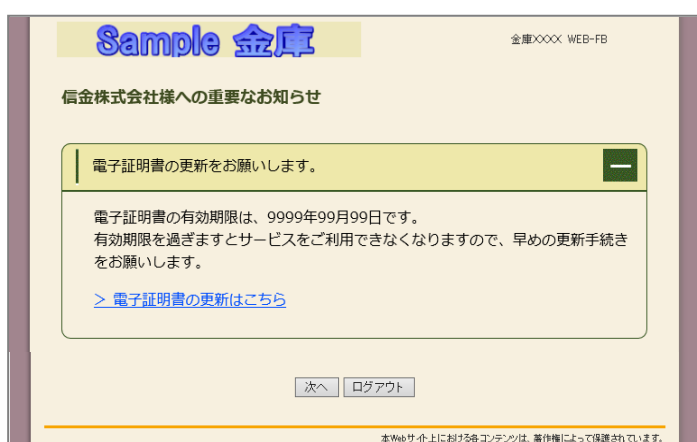 Sample 金庫
金庫XXXX WEB-FB
信金株式会社様への重要なお知らせ
電子証明書の更新をお願いします。
電子証明書の有効期限は、9999年99月99日です。
有効期限を過ぎますとサービスをご利用できなくなりますので、早めの更新手続き
をお願いします。
＞ 電子証明書の更新はこちら
次へ ログアウト
本Webサイト上における各コンテンツは、著作権によって保護されています。